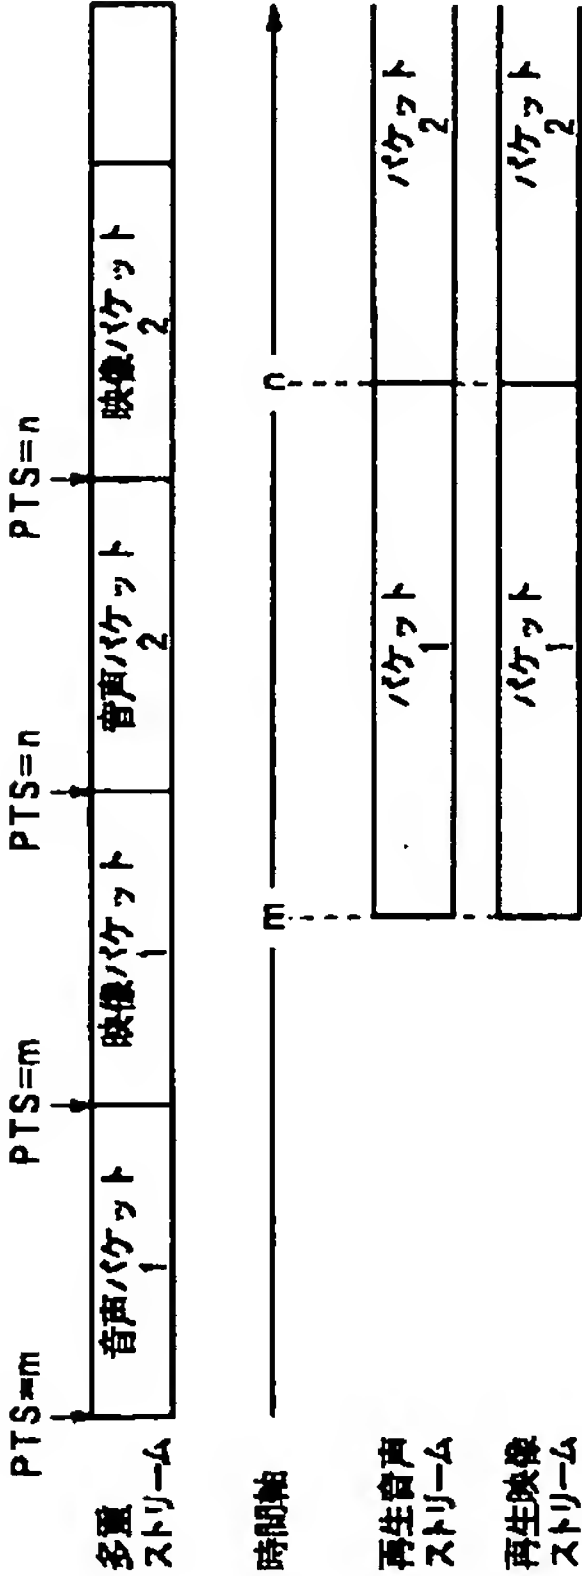 PTS=m
PTS=m
PTS=n
PTS=n
多重
ストリーム
音声パケット
1
映像パケット
1
音声パケット
2
映像パケット
2
時間軸
m
n
再生音声
ストリーム
パケット
1
パケット
2
再生映像
ストリーム
パケット
1
パケット
2